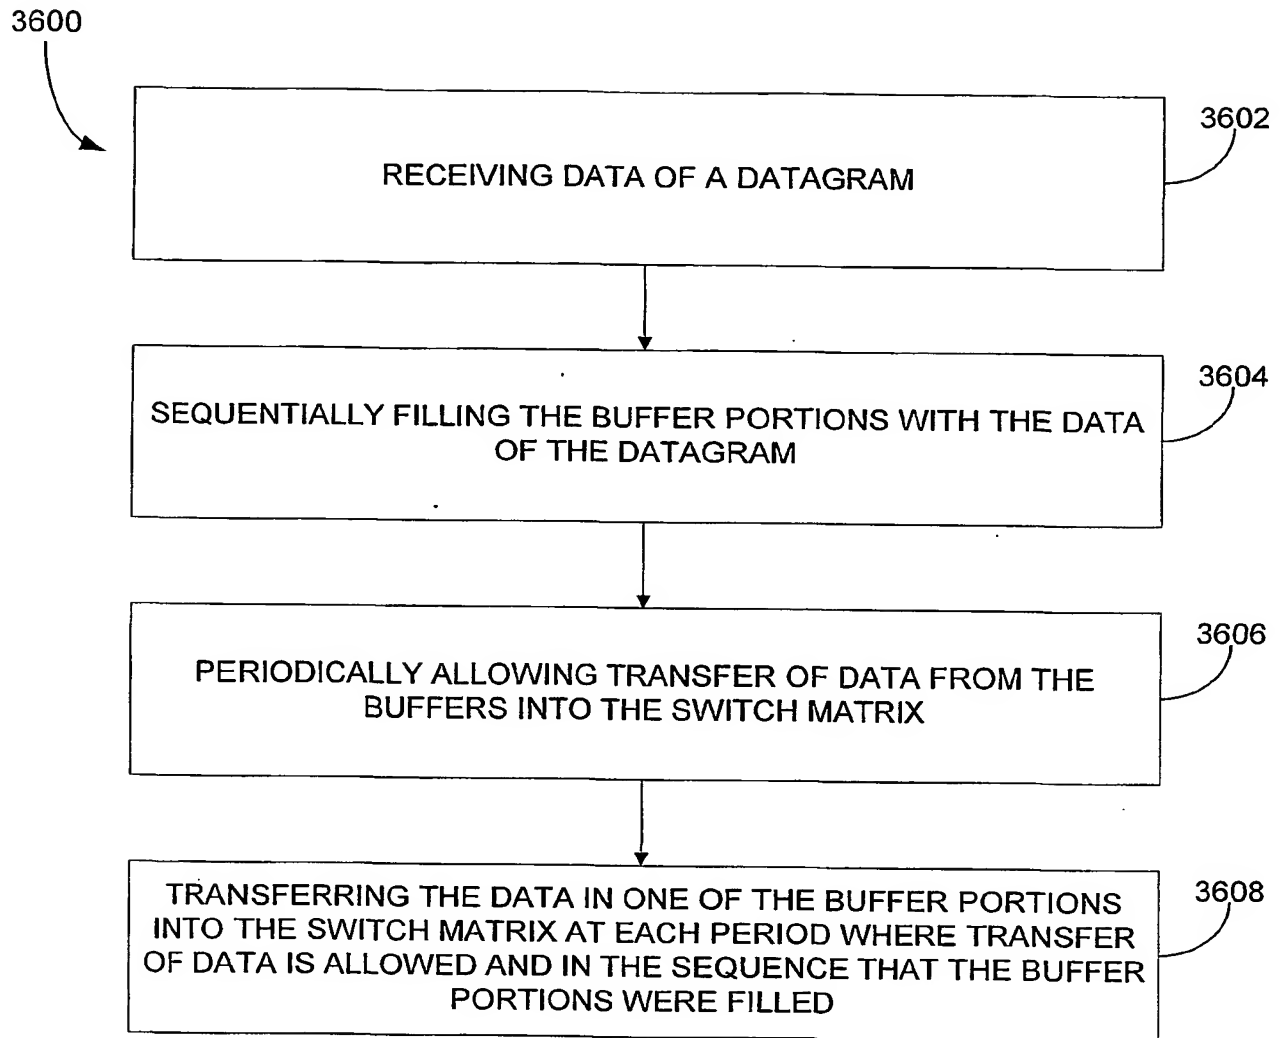 3600
3602
RECEIVING DATA OF A DATAGRAM
3604
SEQUENTIALLY FILLING THE BUFFER PORTIONS WITH THE DATA
OF THE DATAGRAM
3606
PERIODICALLY ALLOWING TRANSFER OF DATA FROM THE
BUFFERS INTO THE SWITCH MATRIX
3608
TRANSFERRING THE DATA IN ONE OF THE BUFFER PORTIONS
INTO THE SWITCH MATRIX AT EACH PERIOD WHERE TRANSFER
OF DATA IS ALLOWED AND IN THE SEQUENCE THAT THE BUFFER
PORTIONS WERE FILLED